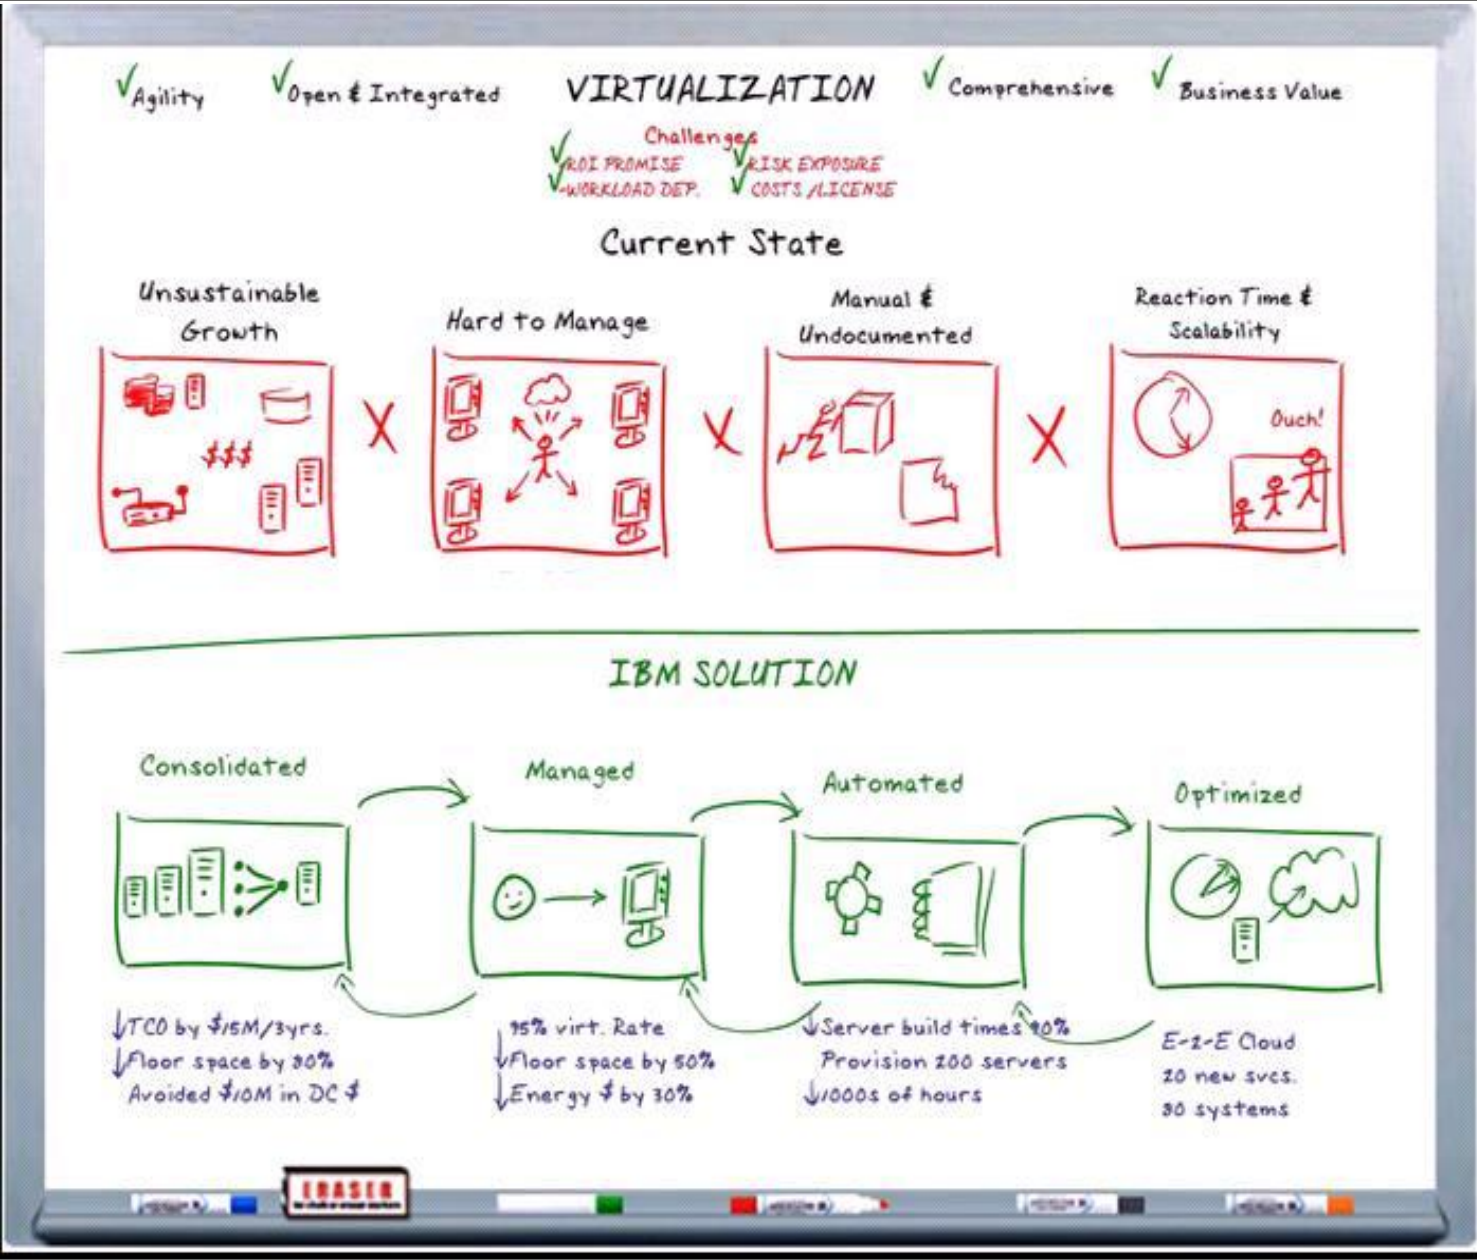 Agility
Open & Integrated
VIRTUALIZATION
Comprehensive
Business Value
Challenges
ROI PROMISE
RISK EXPOSURE
-WORKLOAD DEP.
COSTS /LICENSE
Current State
Unsustainable
Growth
Hard to Manage
Manual &
Undocumented
Reaction Time &
Scalability
$$$
X
X
X
Ouch!
IBM SOLUTION
Consolidated
Managed
Automated
Optimized
↓TCO by $15M/3yrs.
↓Floor space by 80%
Avoided $10M in DC $
95% virt. Rate
↓Floor space by 50%
↓Energy $ by 30%
↓Server build times 90%
Provision 200 servers
↓1000s of hours
E-2-E Cloud
20 new svcs.
80 systems
ERASER